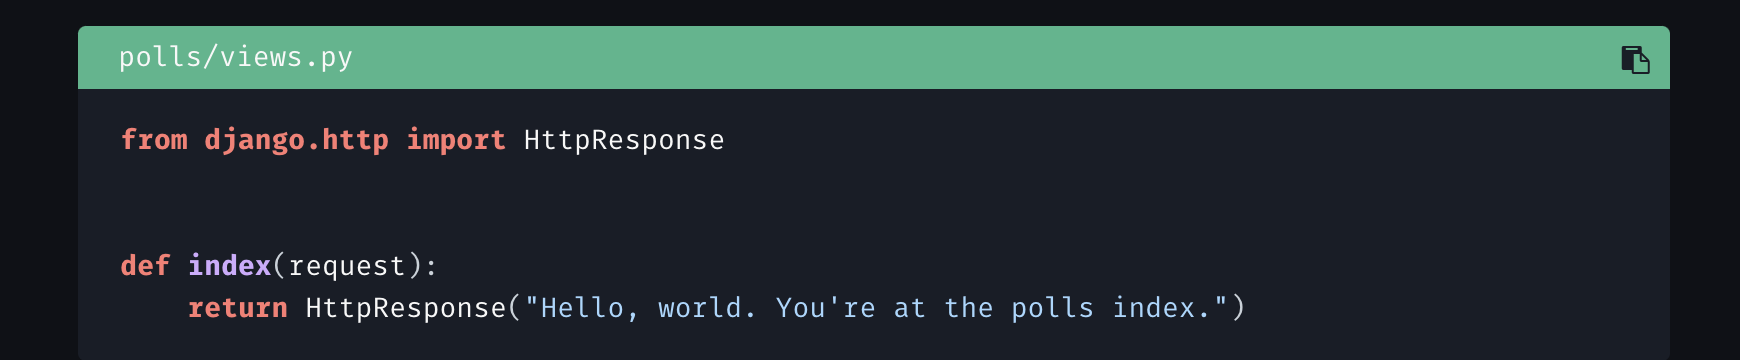 polls/views.py
from django.http import HttpResponse
def index(request):
    return HttpResponse("Hello, world. You're at the polls index.")